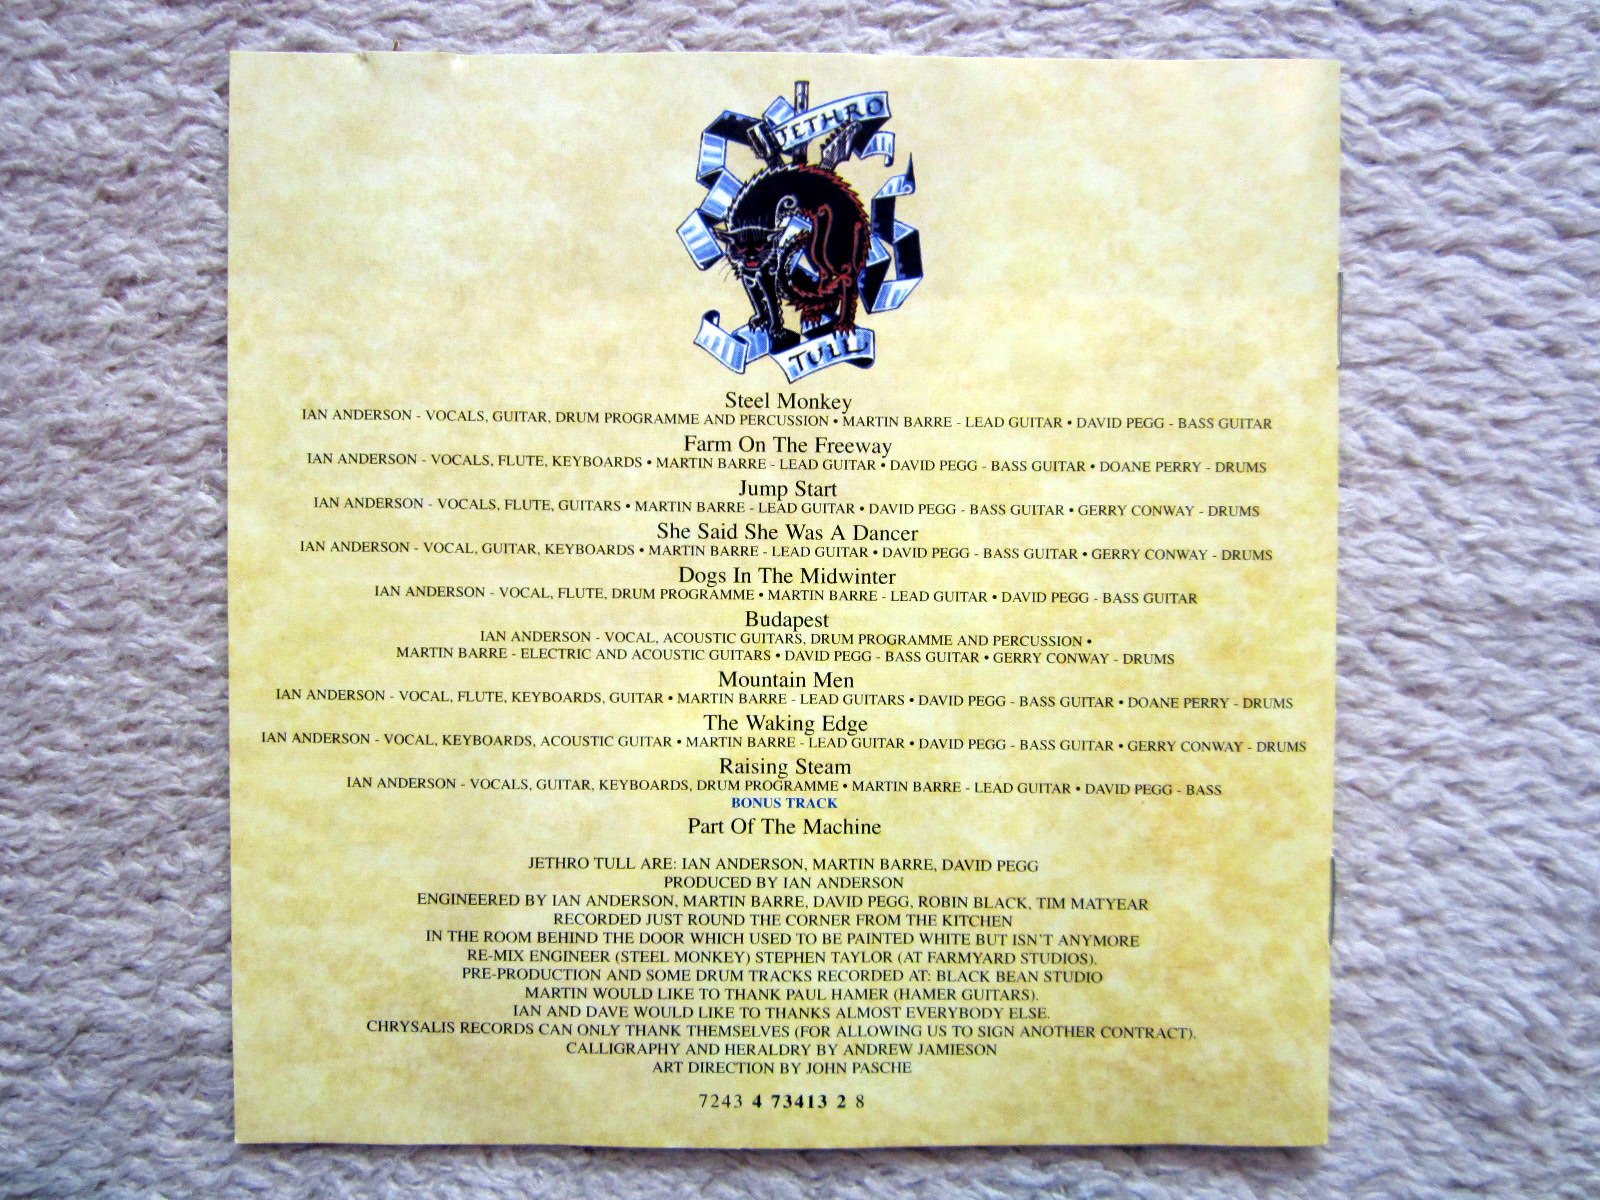 JETHRO
TULL
Steel Monkey
IAN ANDERSON - VOCALS, GUITAR, DRUM PROGRAMME AND PERCUSSION • MARTIN BARRE - LEAD GUITAR • DAVID PEGG - BASS GUITAR
Farm On The Freeway
IAN ANDERSON - VOCALS, FLUTE, KEYBOARDS • MARTIN BARRE - LEAD GUITAR • DAVID PEGG - BASS GUITAR • DOANE PERRY - DRUMS
Jump Start
IAN ANDERSON - VOCALS, FLUTE, GUITARS • MARTIN BARRE - LEAD GUITAR • DAVID PEGG - BASS GUITAR • GERRY CONWAY - DRUMS
She Said She Was A Dancer
IAN ANDERSON - VOCAL, GUITAR, KEYBOARDS • MARTIN BARRE - LEAD GUITAR • DAVID PEGG - BASS GUITAR • GERRY CONWAY - DRUMS
Dogs In The Midwinter
IAN ANDERSON - VOCAL, FLUTE, DRUM PROGRAMME • MARTIN BARRE - LEAD GUITAR • DAVID PEGG - BASS GUITAR
Budapest
IAN ANDERSON - VOCAL, ACOUSTIC GUITARS, DRUM PROGRAMME AND PERCUSSION •
MARTIN BARRE - ELECTRIC AND ACOUSTIC GUITARS • DAVID PEGG - BASS GUITAR • GERRY CONWAY - DRUMS
Mountain Men
IAN ANDERSON - VOCAL, FLUTE, KEYBOARDS, GUITAR • MARTIN BARRE - LEAD GUITARS • DAVID PEGG - BASS GUITAR • DOANE PERRY - DRUMS
The Waking Edge
IAN ANDERSON - VOCAL, KEYBOARDS, ACOUSTIC GUITAR • MARTIN BARRE - LEAD GUITAR • DAVID PEGG - BASS GUITAR • GERRY CONWAY - DRUMS
Raising Steam
IAN ANDERSON - VOCALS, GUITAR, KEYBOARDS, DRUM PROGRAMME • MARTIN BARRE - LEAD GUITAR • DAVID PEGG - BASS
BONUS TRACK
Part Of The Machine
JETHRO TULL ARE: IAN ANDERSON, MARTIN BARRE, DAVID PEGG
PRODUCED BY IAN ANDERSON
ENGINEERED BY IAN ANDERSON, MARTIN BARRE, DAVID PEGG, ROBIN BLACK, TIM MATYEAR
RECORDED JUST ROUND THE CORNER FROM THE KITCHEN
IN THE ROOM BEHIND THE DOOR WHICH USED TO BE PAINTED WHITE BUT ISN'T ANYMORE
RE-MIX ENGINEER (STEEL MONKEY) STEPHEN TAYLOR (AT FARMYARD STUDIOS).
PRE-PRODUCTION AND SOME DRUM TRACKS RECORDED AT: BLACK BEAN STUDIO
MARTIN WOULD LIKE TO THANK PAUL HAMER (HAMER GUITARS).
IAN AND DAVE WOULD LIKE TO THANKS ALMOST EVERYBODY ELSE.
CHRYSALIS RECORDS CAN ONLY THANK THEMSELVES (FOR ALLOWING US TO SIGN ANOTHER CONTRACT).
CALLIGRAPHY AND HERALDRY BY ANDREW JAMIESON
ART DIRECTION BY JOHN PASCHE
7243 4 73413 2 8